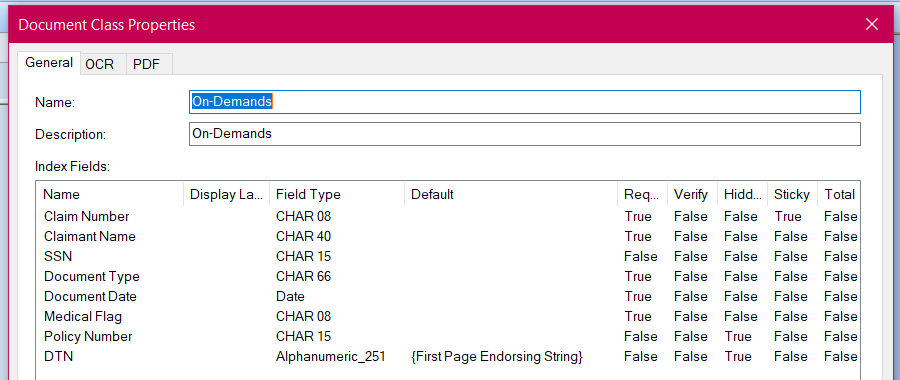 Document Class Properties
General OCR PDF
Name: On-Demands
Description: On-Demands
Index Fields:
Name Display La... Field Type Default Req... Verify Hidd... Sticky Total
Claim Number CHAR 08 True False False True False
Claimant Name CHAR 40 True False False False False
SSN CHAR 15 False False False False False
Document Type CHAR 66 True False False False False
Document Date Date True False False False False
Medical Flag CHAR 08 True False False False False
Policy Number CHAR 15 False False True False False
DTN Alphanumeric_251 {First Page Endorsing String} False False True False False